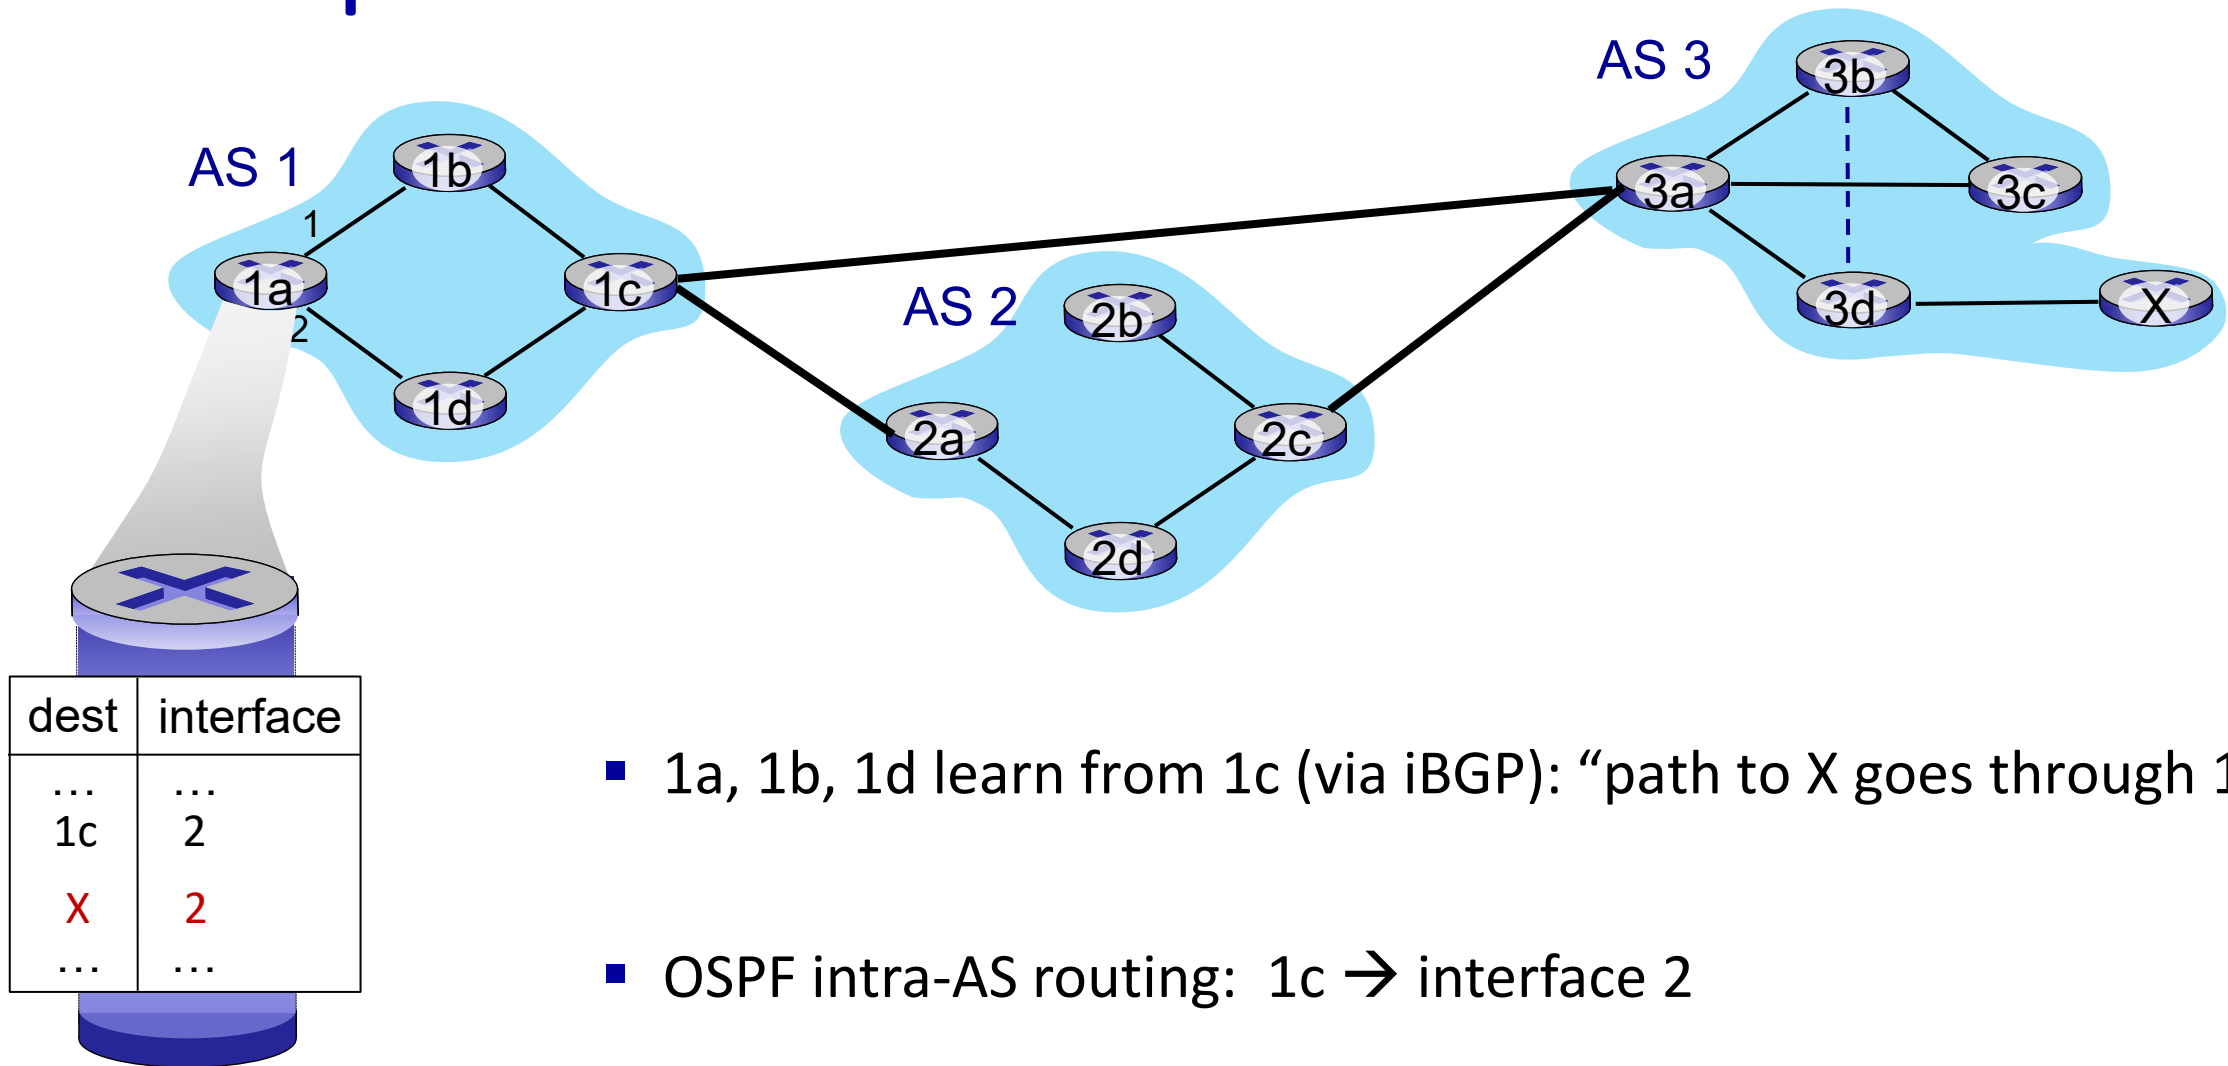 AS 3
3b
AS 1
1b
3a
3c
1
1a
1c
2
AS 2
2b
3d
X
1d
2a
2c
2d
dest interface
... ...
1c 2
X 2
... ...
▪ 1a, 1b, 1d learn from 1c (via iBGP): “path to X goes through 1
▪ OSPF intra-AS routing: 1c → interface 2